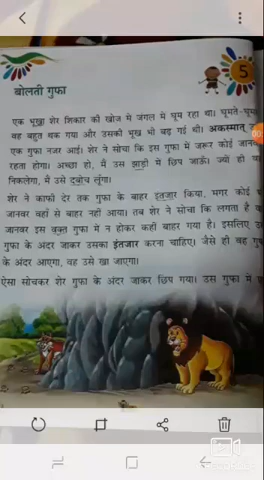 5
बोलती गुफा
एक भूखा शेर शिकार की खोज में जंगल में घूम रहा था। घूमते-घूमते
वह बहुत थक गया और उसकी भूख भी बढ़ गई थी। अकस्मात्
एक गुफा नजर आई। शेर ने सोचा कि इस गुफा में जरूर कोई
रहता होगा। अच्छा हो, मैं उस झाड़ी में छिप जाऊँ। ज्यों ही
निकलेगा, मैं उसे दबोच लूंगा।
शेर ने काफी देर तक गुफा के बाहर इंतजार किया, मगर कोई
जानवर वहां से बाहर नहीं आया। तब शेर ने सोचा कि लगता है
जानवर इस वक्त गुफा में न होकर कहीं बाहर गया है। इसलिए
गुफा के अंदर जाकर उसका इंतजार करना चाहिए। जैसे ही वह
के अंदर आएगा, वह उसे खा जाएगा।
ऐसा सोचकर शेर गुफा के अंदर जाकर छिप गया। उस गुफा में